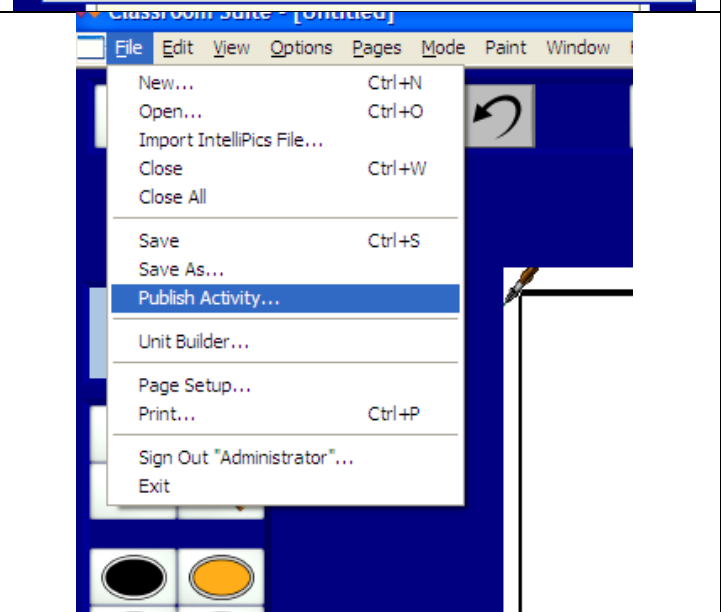 Classroom Suite - [Untitled]
File Edit View Options Pages Mode Paint Window
New... Ctrl+N
Open... Ctrl+O
Import IntelliPics File...
Close Ctrl+W
Close All
Save Ctrl+S
Save As...
Publish Activity...
Unit Builder...
Page Setup...
Print... Ctrl+P
Sign Out "Administrator"...
Exit